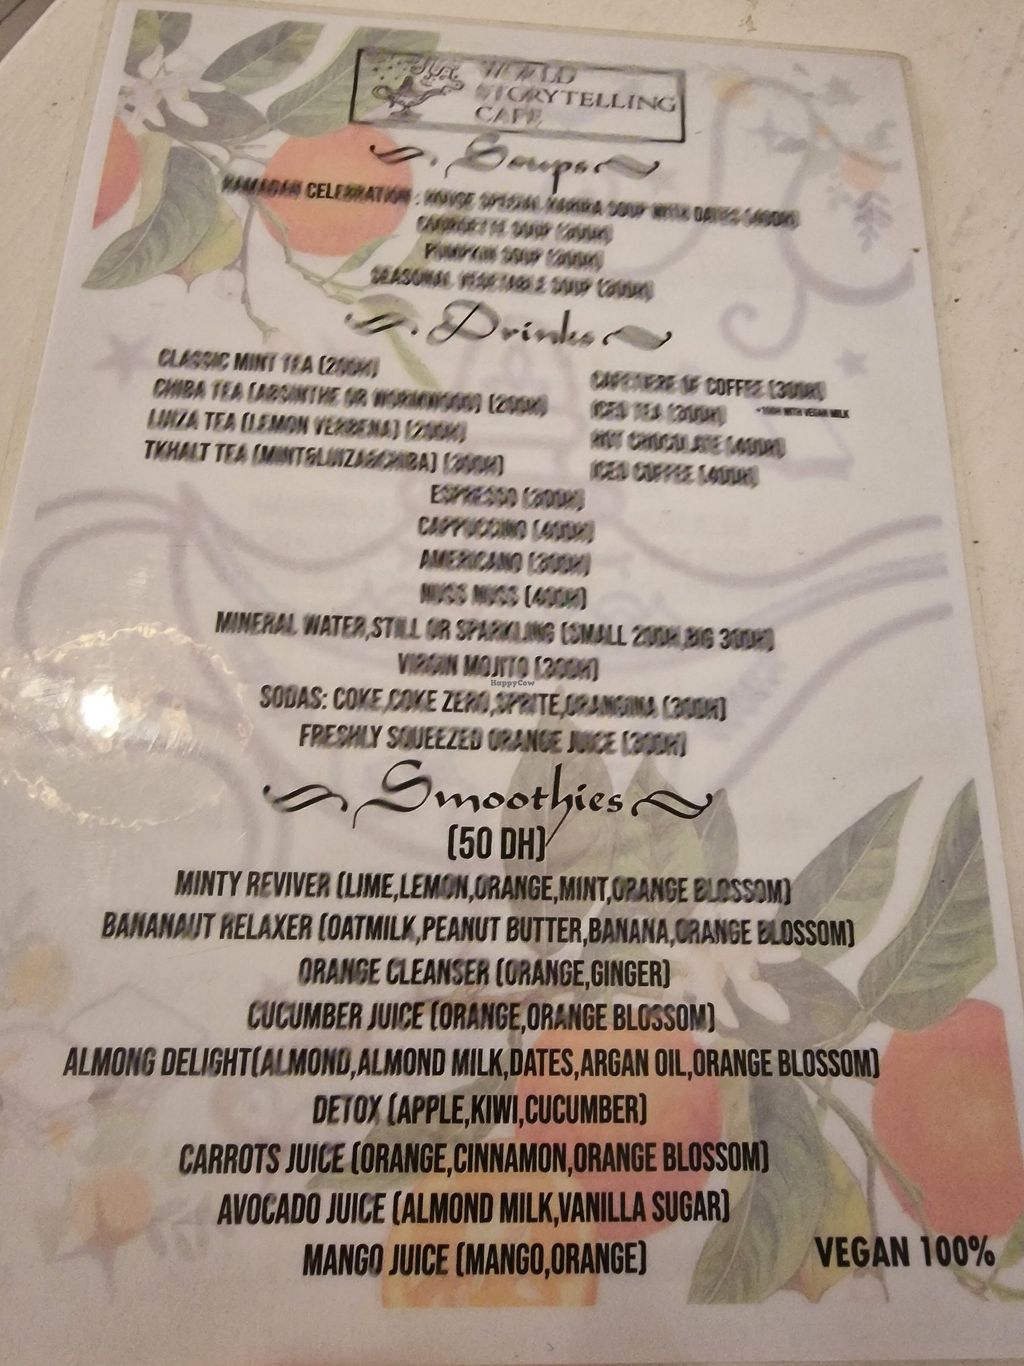 WORLD
STORYTELLING
CAFE
Soups
RAMADAN CELEBRATION : HOUSE SPECIAL HARIRA SOUP WITH DATES (40DH)
COURGETTE SOUP (30DH)
PUMPKIN SOUP (30DH)
SEASONAL VEGETABLE SOUP (30DH)
Drinks
CLASSIC MINT TEA (20DH)
CHIBA TEA (ABSINTHE OR WORMWOOD) (20DH)
LUIZA TEA (LEMON VERBENA) (20DH)
TKHALT TEA (MINT&LUIZA&CHIBA) (30DH)
CAFETIERE OF COFFEE (30DH)
ICED TEA (30DH)
+10DH WITH VEGAN MILK
HOT CHOCOLATE (40DH)
ICED COFFEE (40DH)
ESPRESSO (30DH)
CAPPUCCINO (40DH)
AMERICANO (30DH)
NUSS NUSS (40DH)
MINERAL WATER,STILL OR SPARKLING (SMALL 20DH,BIG 30DH)
VIRGIN MOJITO (30DH)
HappyCow
SODAS: COKE,COKE ZERO,SPRITE,ORANGINA (30DH)
FRESHLY SQUEEZED ORANGE JUICE (30DH)
Smoothies
(50 DH)
MINTY REVIVER (LIME,LEMON,ORANGE,MINT,ORANGE BLOSSOM)
BANANAUT RELAXER (OATMILK,PEANUT BUTTER,BANANA,ORANGE BLOSSOM)
ORANGE CLEANSER (ORANGE,GINGER)
CUCUMBER JUICE (ORANGE,ORANGE BLOSSOM)
ALMONG DELIGHT(ALMOND,ALMOND MILK,DATES,ARGAN OIL,ORANGE BLOSSOM)
DETOX (APPLE,KIWI,CUCUMBER)
CARROTS JUICE (ORANGE,CINNAMON,ORANGE BLOSSOM)
AVOCADO JUICE (ALMOND MILK,VANILLA SUGAR)
MANGO JUICE (MANGO,ORANGE)
VEGAN 100%